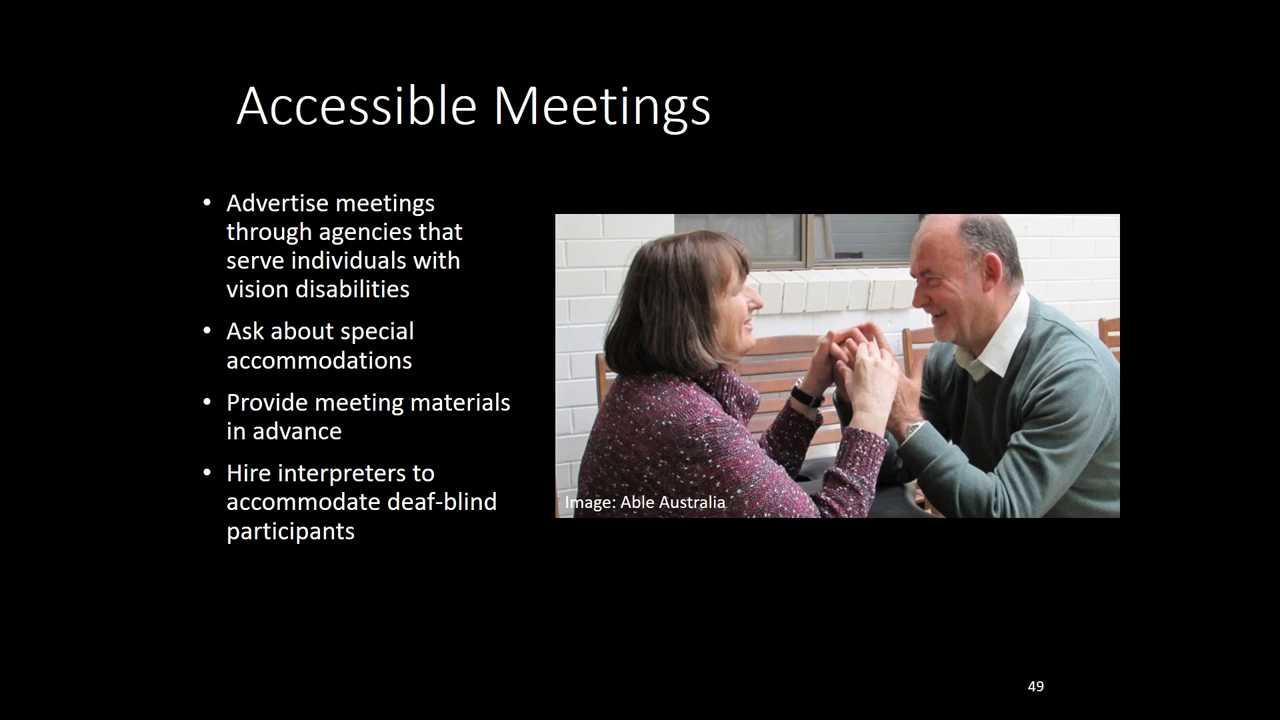 Accessible Meetings
• Advertise meetings
through agencies that
serve individuals with
vision disabilities
• Ask about special
accommodations
• Provide meeting materials
in advance
• Hire interpreters to
accommodate deaf-blind
participants
Image: Able Australia
49